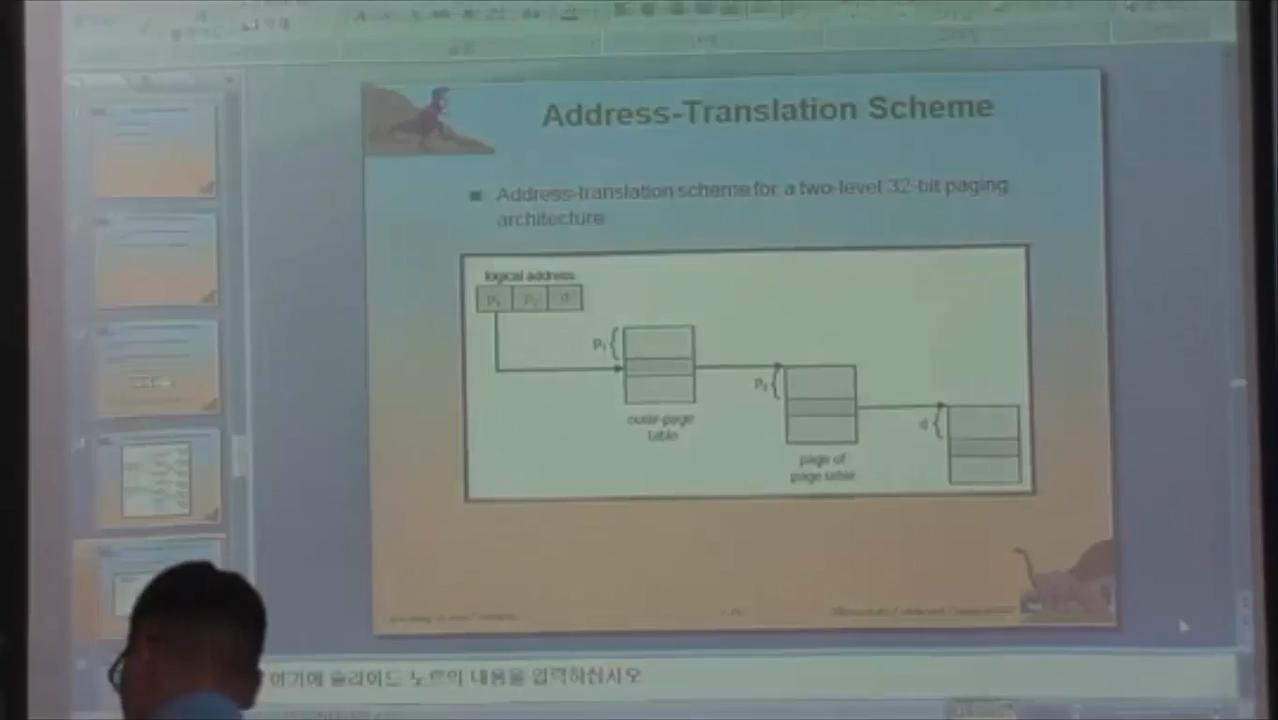 Address-Translation Scheme
Address-translation scheme for a two-level 32-bit paging
architecture
logical address
p₁ p₂ d
p₁
outer-page
table
p₂
page of
page table
d
여기에 슬라이드 노트의 내용을 입력하십시오